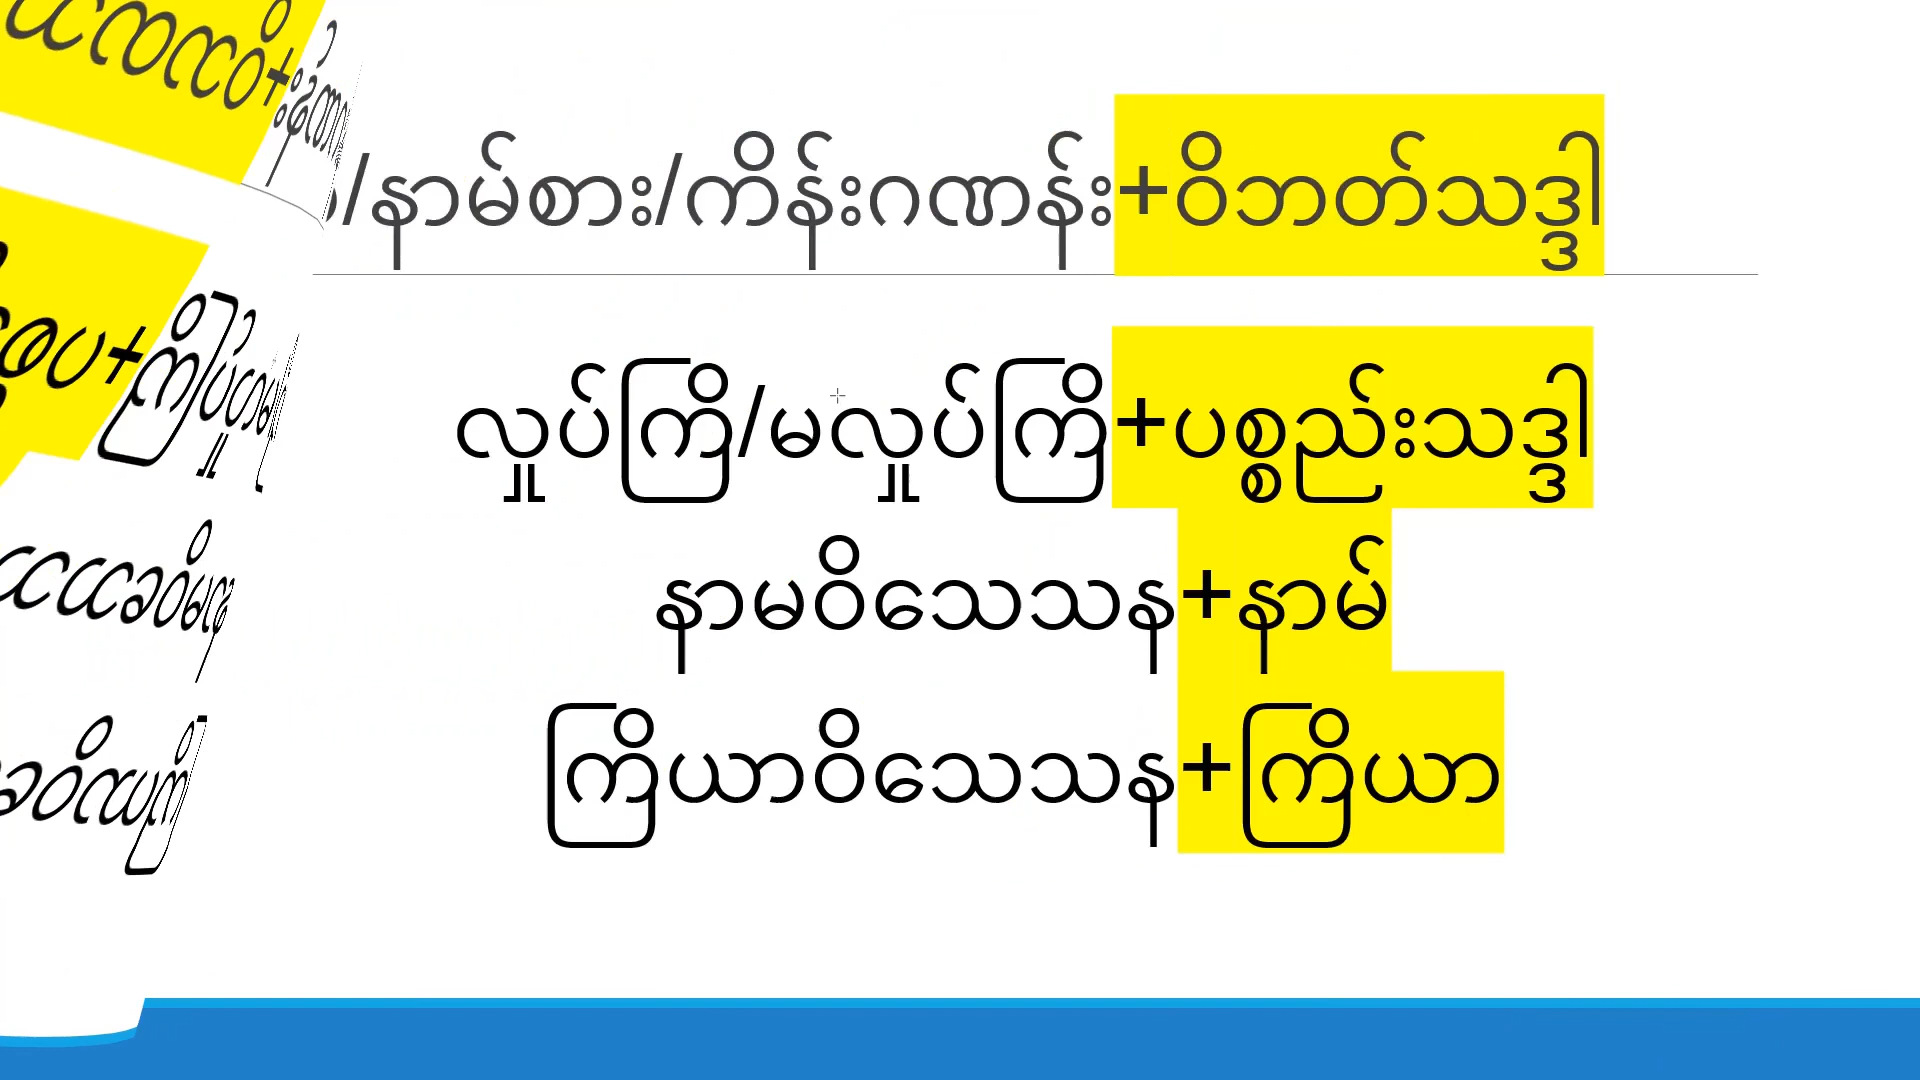 /နာမ်စား/ကိန်းဂဏန်း+ဝိဘတ်သဒ္ဒါ
လှုပ်ကြိ/မလှုပ်ကြိ+ပစ္စည်းသဒ္ဒါ
နာမဝိသေသန+နာမ်
ကြိယာဝိသေသန+ကြိယာ